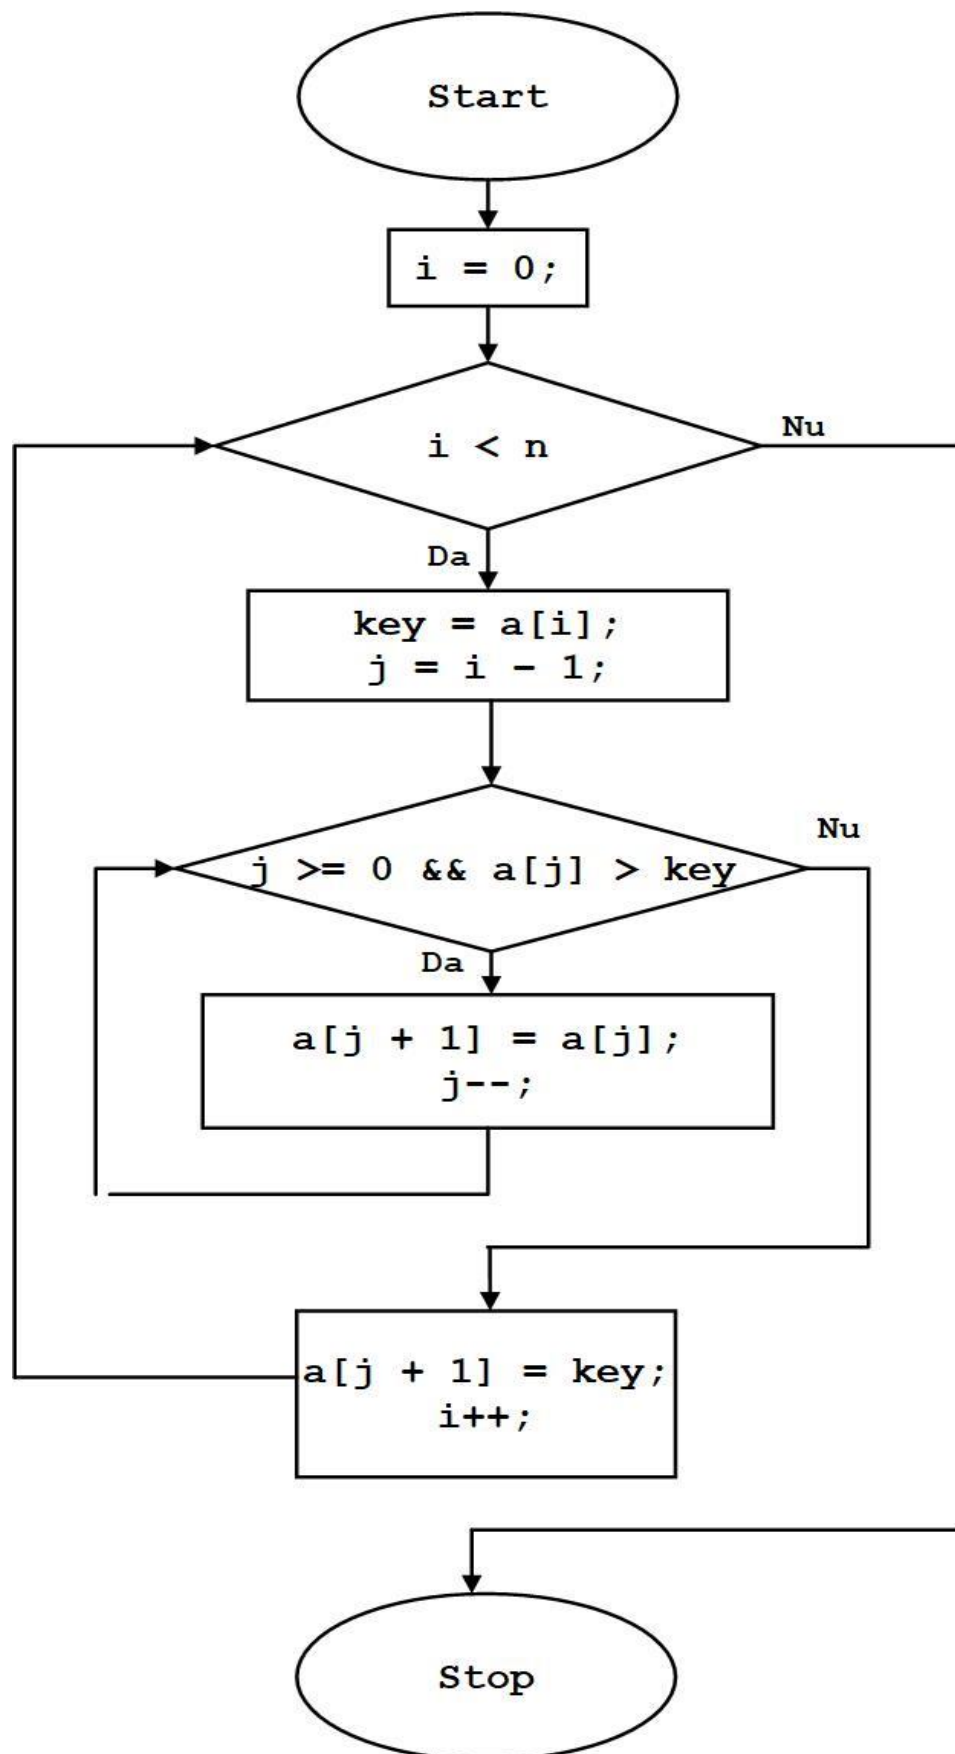 Start
i = 0;
i < n
Nu
Da
key = a[i];
j = i - 1;
Nu
j >= 0 && a[j] > key
Da
a[j + 1] = a[j];
j--;
a[j + 1] = key;
i++;
Stop